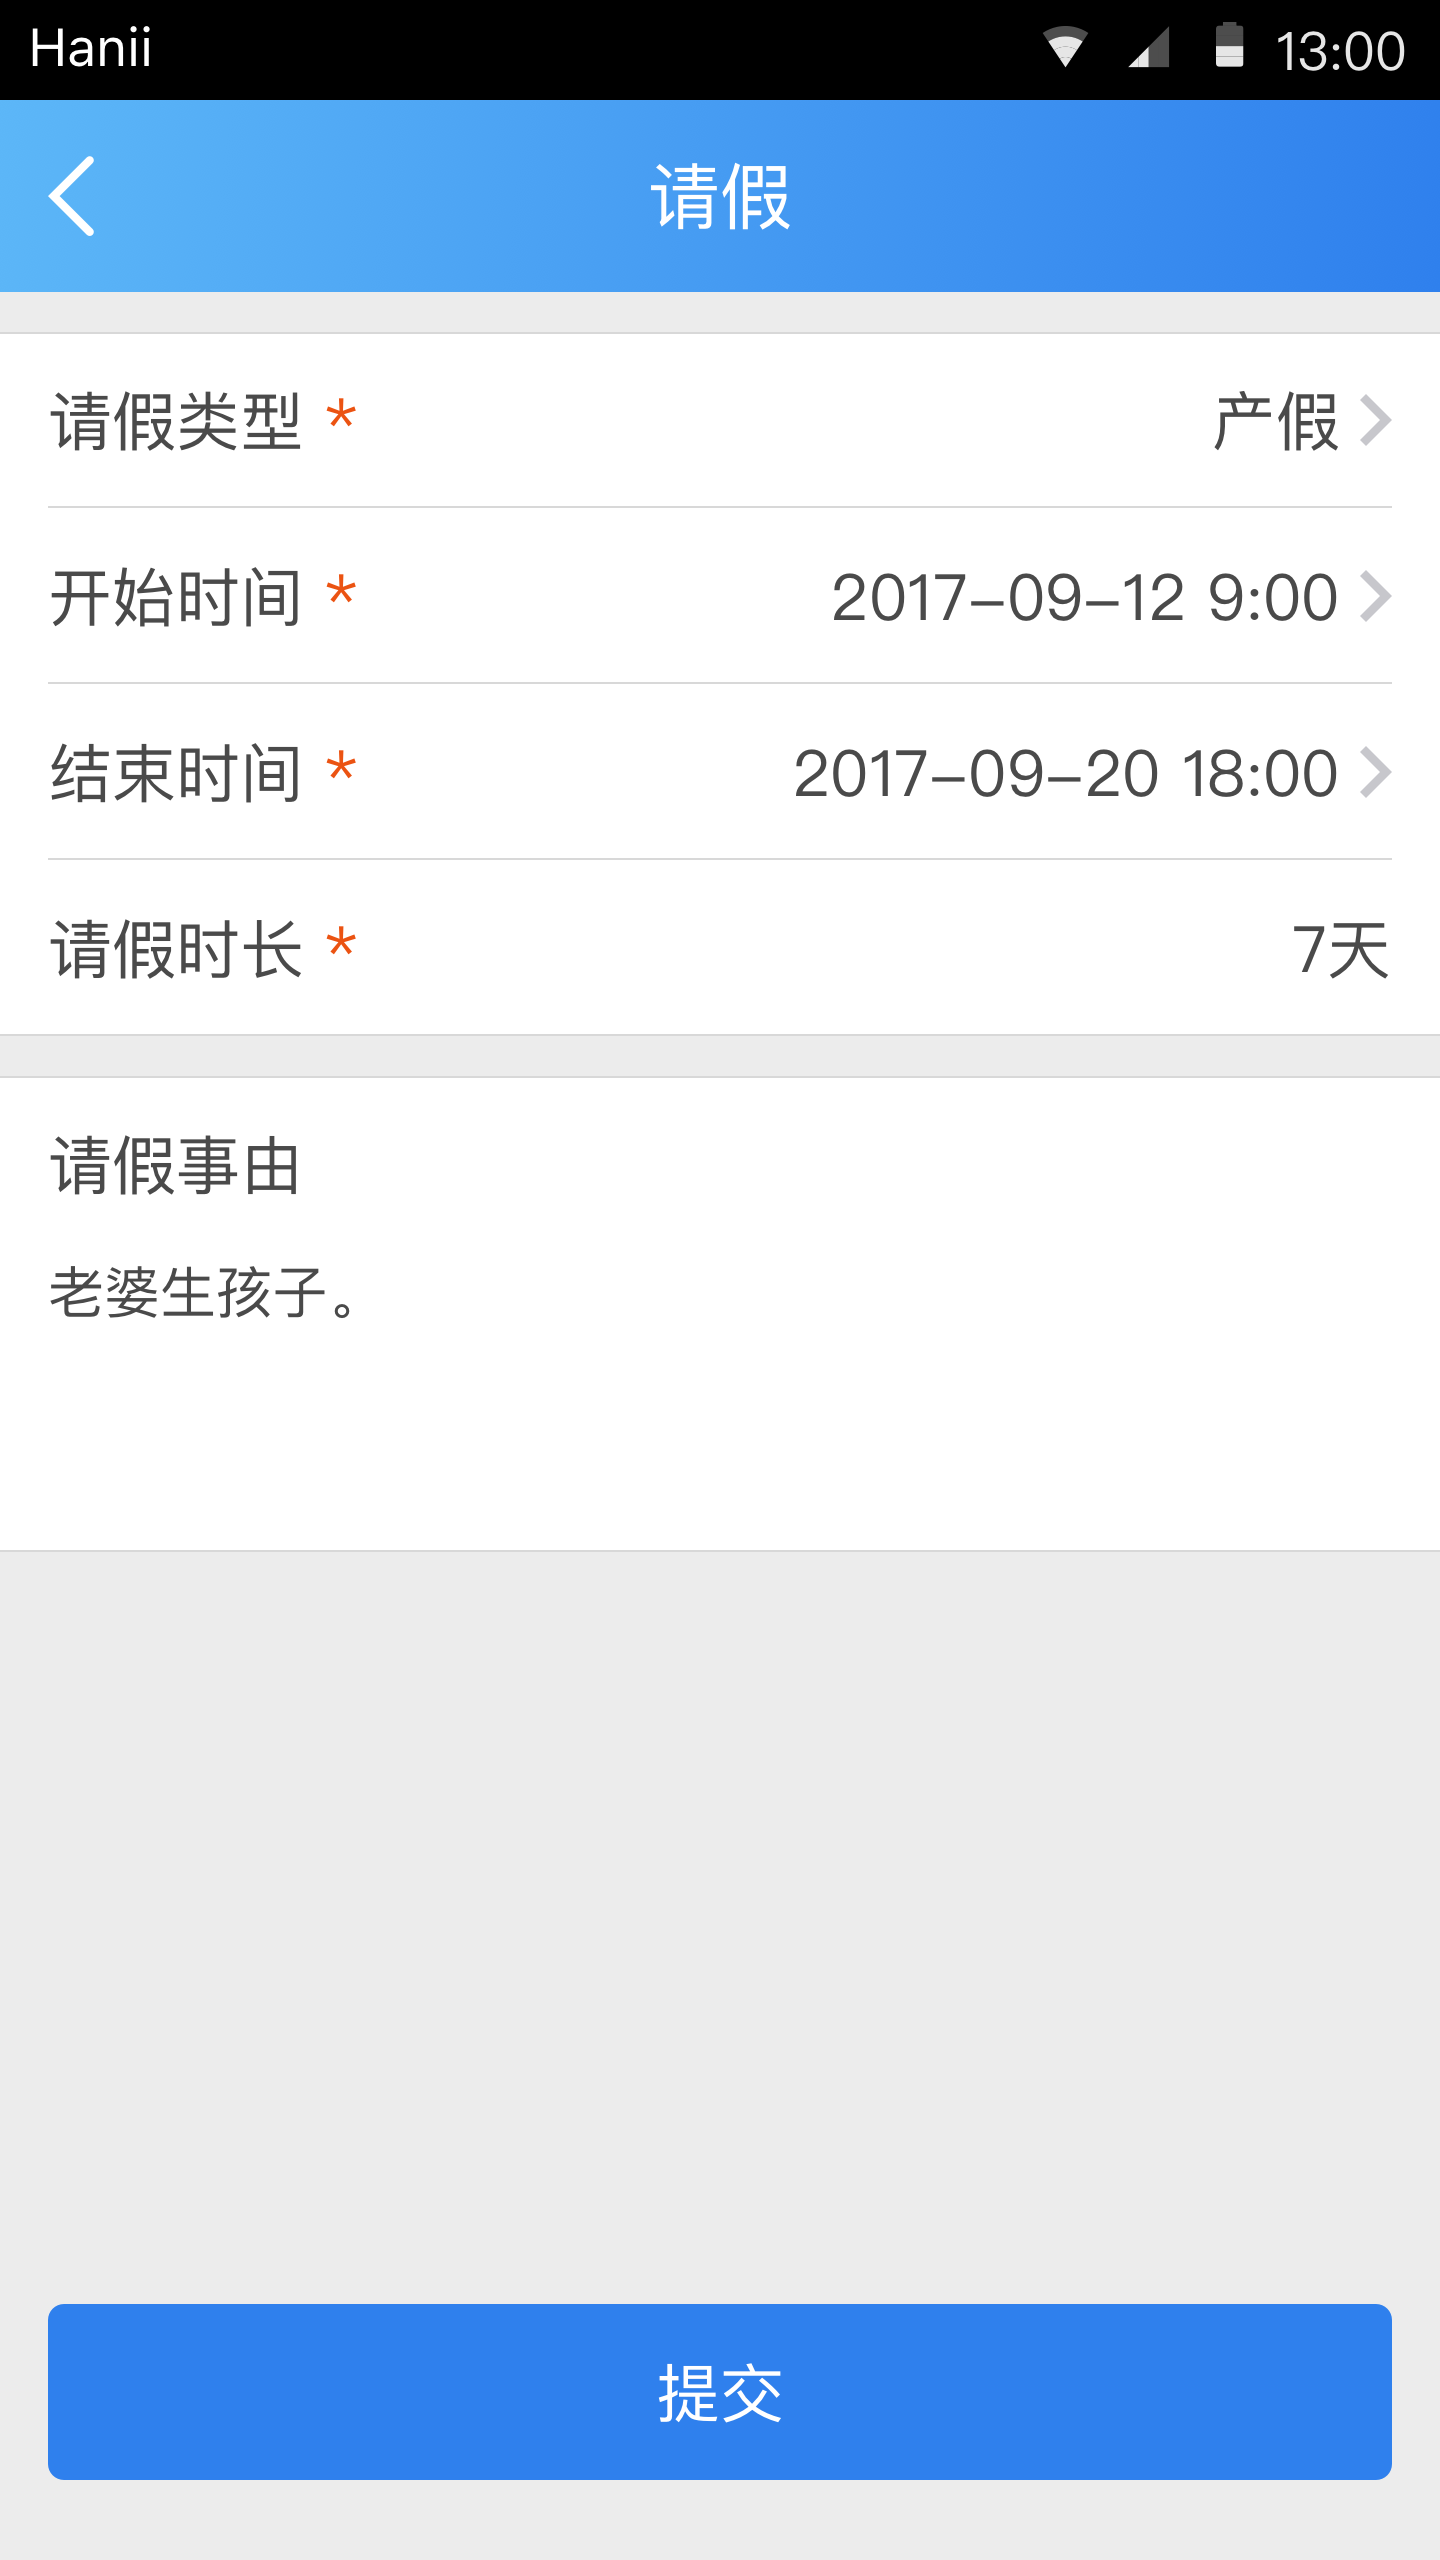 Hanii 13:00
请假
请假类型 * 产假
开始时间 * 2017-09-12 9:00
结束时间 * 2017-09-20 18:00
请假时长 * 7天
请假事由
老婆生孩子。
提交